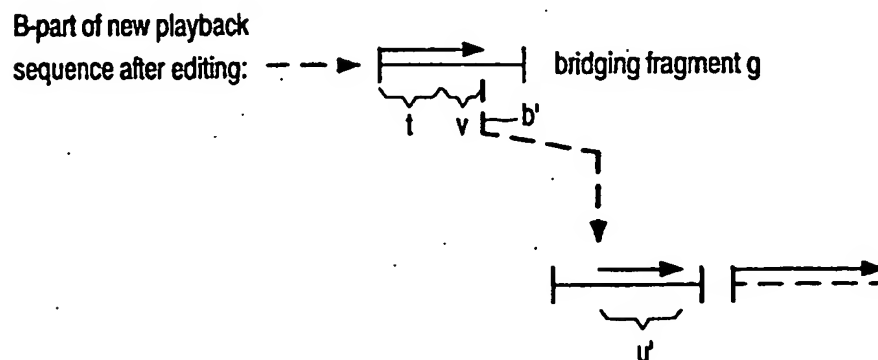 B-part of new playback
sequence after editing:
bridging fragment g
t
v
b'
u'